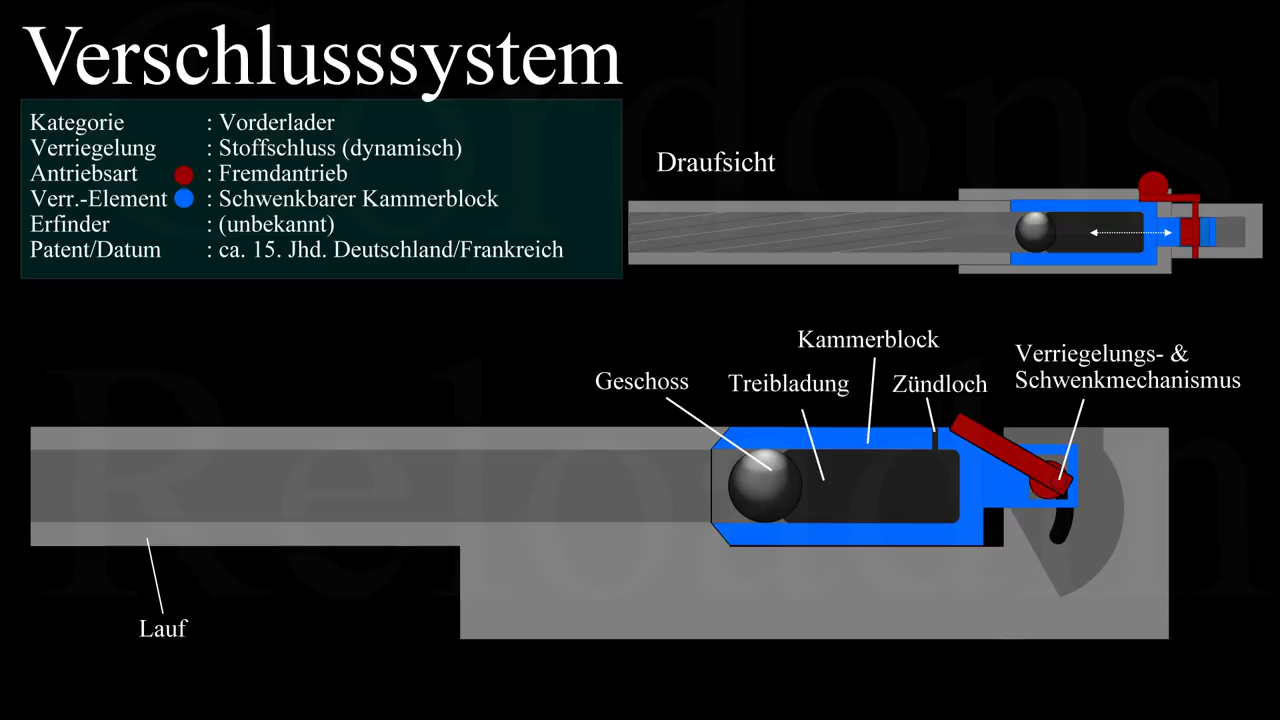 Verschlusssystem
Kategorie : Vorderlader
Verriegelung : Stoffschluss (dynamisch)
Antriebsart : Fremdantrieb
Verr.-Element : Schwenkbarer Kammerblock
Erfinder : (unbekannt)
Patent/Datum : ca. 15. Jhd. Deutschland/Frankreich
Draufsicht
Kammerblock
Verriegelungs- &
Schwenkmechanismus
Geschoss
Treibladung
Zündloch
Lauf